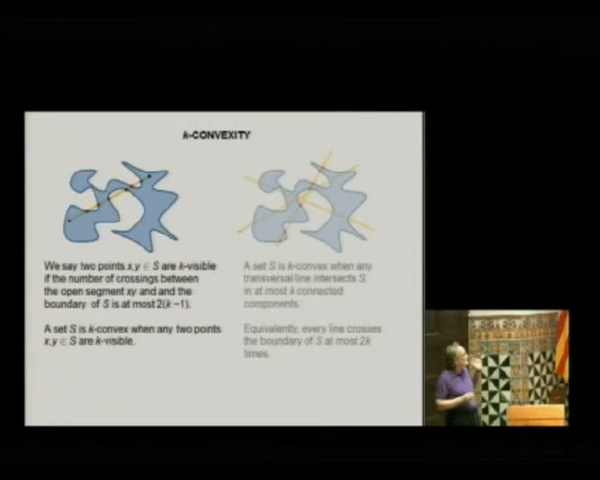 k-CONVEXITY
We say two points x,y ∈ S are k-visible
if the number of crossings between
the open segment xy and and the
boundary of S is at most 2(k −1).
A set S is k-convex when any two points
x,y ∈ S are k-visible.
A set S is k-convex when any
transversal line intersects S
in at most k connected
components.
Equivalently, every line crosses
the boundary of S at most 2k
times.